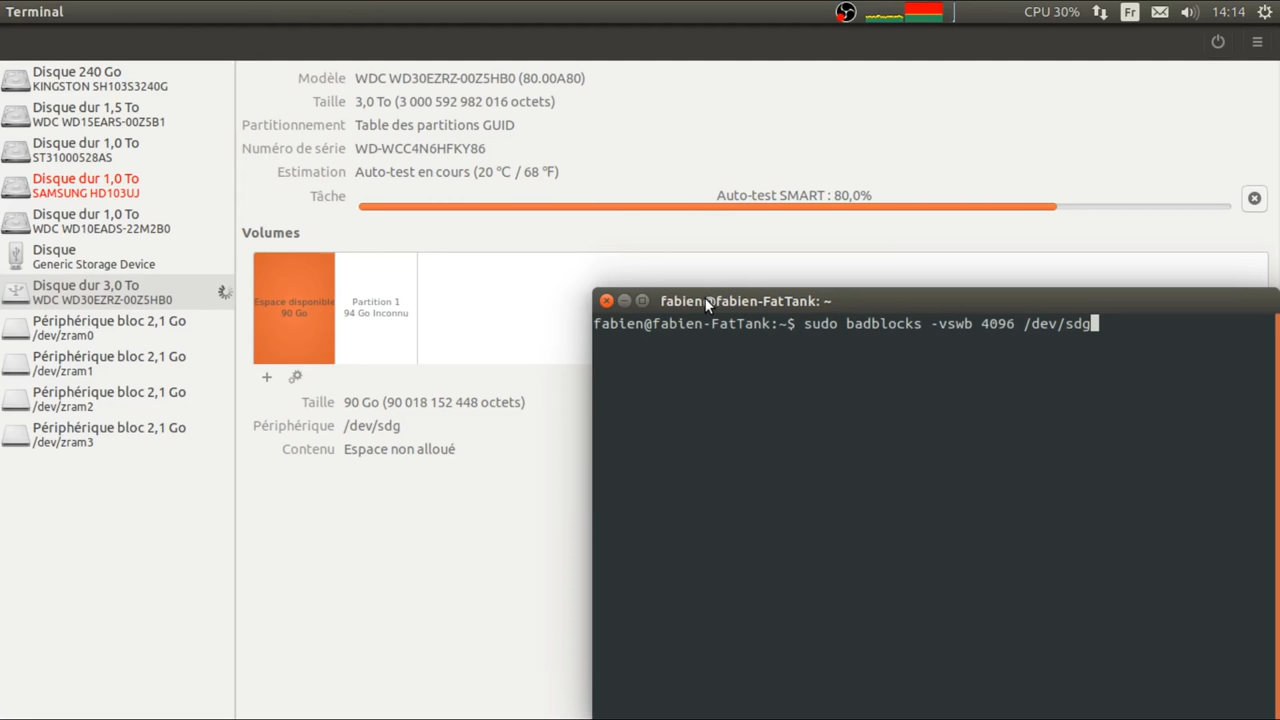 Terminal
CPU 30%
Fr
14:14
Disque 240 Go
KINGSTON SH103S3240G
Disque dur 1,5 To
WDC WD15EARS-00Z5B1
Disque dur 1,0 To
ST31000528AS
Disque dur 1,0 To
SAMSUNG HD103UJ
Disque dur 1,0 To
WDC WD10EADS-22M2B0
Disque
Generic Storage Device
Disque dur 3,0 To
WDC WD30EZRZ-00Z5HB0
Périphérique bloc 2,1 Go
/dev/zram0
Périphérique bloc 2,1 Go
/dev/zram1
Périphérique bloc 2,1 Go
/dev/zram2
Périphérique bloc 2,1 Go
/dev/zram3
Modèle WDC WD30EZRZ-00Z5HB0 (80.00A80)
Taille 3,0 To (3 000 592 982 016 octets)
Partitionnement Table des partitions GUID
Numéro de série WD-WCC4N6HFKY86
Estimation Auto-test en cours (20 °C / 68 °F)
Tâche Auto-test SMART : 80,0%
Volumes
Espace disponible
90 Go
Partition 1
94 Go Inconnu
Taille 90 Go (90 018 152 448 octets)
Périphérique /dev/sdg
Contenu Espace non alloué
fabien@fabien-FatTank: ~
fabien@fabien-FatTank:~$ sudo badblocks -vswb 4096 /dev/sdg